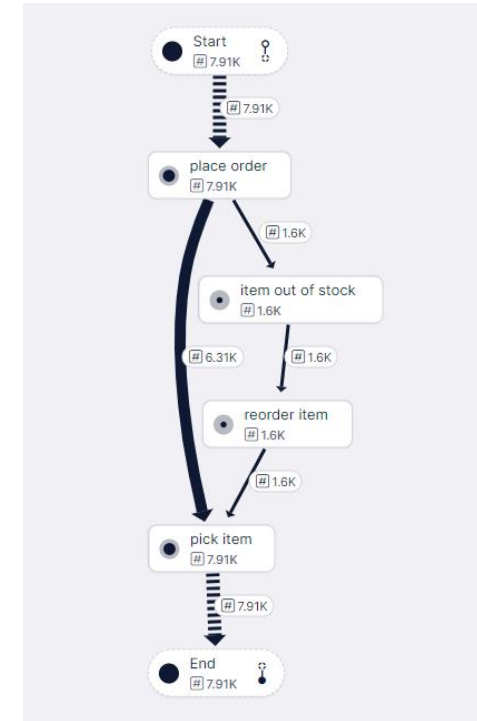 Start
# 7.91K
# 7.91K
place order
# 7.91K
# 1.6K
item out of stock
# 1.6K
# 6.31K
# 1.6K
reorder item
# 1.6K
# 1.6K
pick item
# 7.91K
# 7.91K
End
# 7.91K